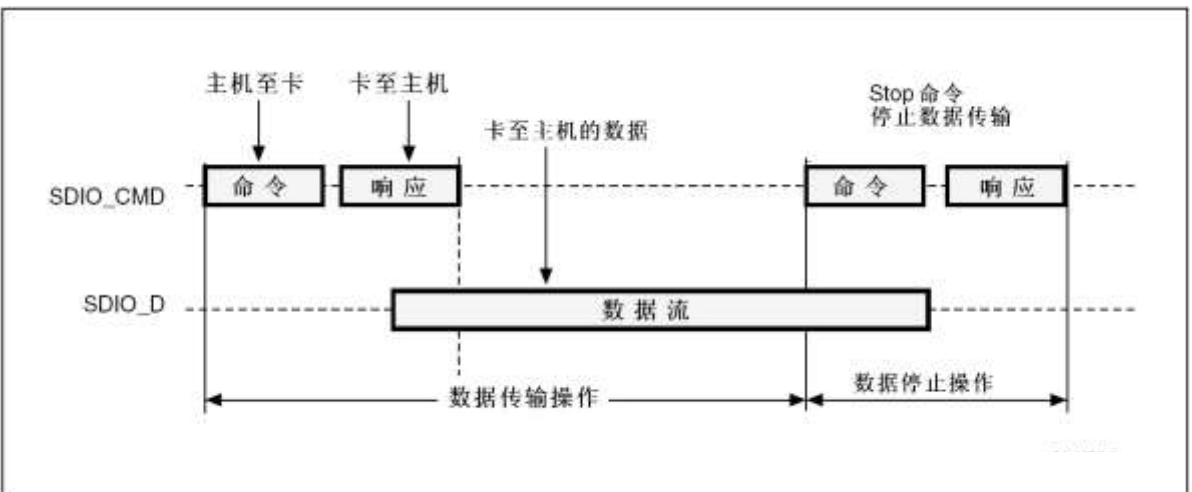 主机至卡 卡至主机
Stop 命令
停止数据传输
卡至主机的数据
SDIO_CMD 命令 响应 命令 响应
SDIO_D 数据流
数据传输操作 数据停止操作